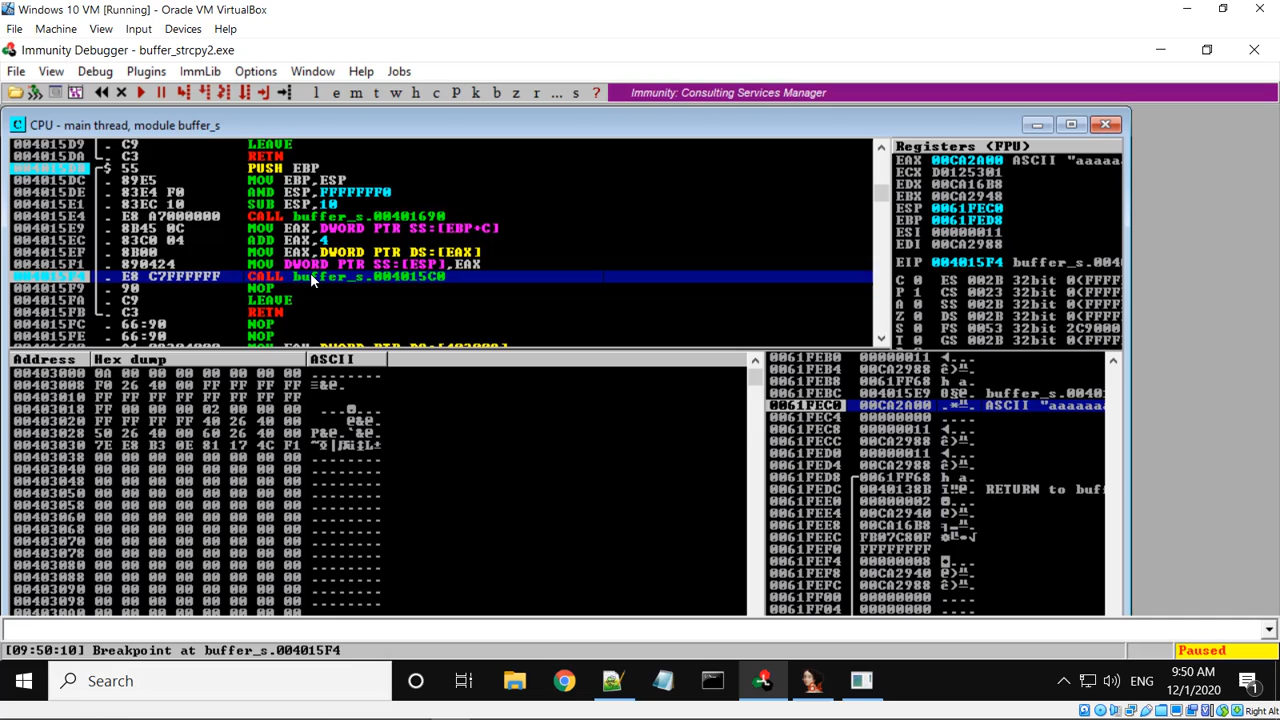 Windows 10 VM [Running] - Oracle VM VirtualBox
File Machine View Input Devices Help
Immunity Debugger - buffer_strcpy2.exe
File View Debug Plugins ImmLib Options Window Help Jobs
l e m t w h c P k b z r ... s ? Immunity: Consulting Services Manager
CPU - main thread, module buffer_s
004015D9 . C9 LEAVE
004015DA . C3 RETN
004015DB $ 55 PUSH EBP
004015DC . 89E5 MOV EBP,ESP
004015DE . 83E4 F0 AND ESP,FFFFFFF0
004015E1 . 83EC 10 SUB ESP,10
004015E4 . E8 A7000000 CALL buffer_s.00401690
004015E9 . 8B45 0C MOV EAX,DWORD PTR SS:[EBP+C]
004015EC . 83C0 04 ADD EAX,4
004015EF . 8B00 MOV EAX,DWORD PTR DS:[EAX]
004015F1 . 890424 MOV DWORD PTR SS:[ESP],EAX
004015F4 . E8 C7FFFFFF CALL buffer_s.004015C0
004015F9 . 90 NOP
004015FA . C9 LEAVE
004015FB . C3 RETN
004015FC . 66:90 NOP
004015FE . 66:90 NOP
Registers (FPU)
EAX 00CA2A00 ASCII "aaaaaa
ECX D0125301
EDX 00CA16B8
EBX 00CA2948
ESP 0061FEC0
EBP 0061FED8
ESI 00000011
EDI 00CA2988
EIP 004015F4 buffer_s.
C 0 ES 002B 32bit 0(FFFF
P 1 CS 0023 32bit 0(FFFF
A 0 SS 002B 32bit 0(FFFF
Z 0 DS 002B 32bit 0(FFFF
S 0 FS 0053 32bit 2C9000
T 0 GS 002B 32bit 0(FFFF
Address Hex dump ASCII
00403000 0A 00 00 00 00 00 00 00 ........
00403008 F0 26 40 00 FF FF FF FF ≡&@.
00403010 FF FF FF FF FF FF FF FF
00403018 FF 00 00 00 02 00 00 00
00403020 FF FF FF FF 40 26 40 00
00403028 50 26 40 00 60 26 40 00 P&@.`&@.
00403030 7E E8 B3 0E 81 17 4C F1
00403038 00 00 00 00 00 00 00 00 ........
00403040 00 00 00 00 00 00 00 00 ........
00403048 00 00 00 00 00 00 00 00 ........
00403050 00 00 00 00 00 00 00 00 ........
00403058 00 00 00 00 00 00 00 00 ........
00403060 00 00 00 00 00 00 00 00 ........
00403068 00 00 00 00 00 00 00 00 ........
00403070 00 00 00 00 00 00 00 00 ........
00403078 00 00 00 00 00 00 00 00 ........
00403080 00 00 00 00 00 00 00 00 ........
00403088 00 00 00 00 00 00 00 00 ........
00403090 00 00 00 00 00 00 00 00 ........
00403098 00 00 00 00 00 00 00 00 ........
0061FEB0 00000011
0061FEB4 00CA2988
0061FEB8 0061FF68 h a.
0061FEBC 004015E9 buffer_s.0040
0061FEC0 00CA2A00 ASCII "aaaaaa
0061FEC4 00000000 ....
0061FEC8 00000011
0061FECC 00CA2988
0061FED0 00000011
0061FED4 00CA2988
0061FED8 0061FF68 h a.
0061FEDC 0040138B RETURN to buf
0061FEE0 00000002
0061FEE4 00CA2940
0061FEE8 00CA16B8
0061FEEC FB07C80F
0061FEF0 FFFFFFFF
0061FEF4 00000008
0061FEF8 00CA2940
0061FEFC 00CA2988
0061FF00 00000000 ....
0061FF04 00000000 ....
[09:50:10] Breakpoint at buffer_s.004015F4 Paused
Search
ENG
9:50 AM
12/1/2020
1
Right Alt